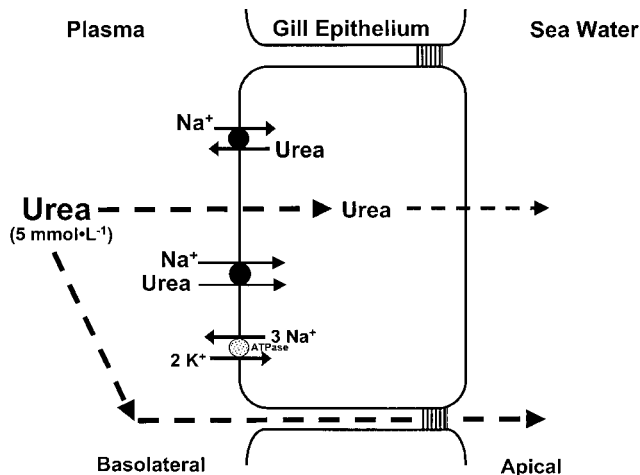 Plasma Gill Epithelium Sea Water
Na⁺
Urea
Urea Urea
(5 mmol•L⁻¹)
Na⁺
Urea
3 Na⁺
ATPase
2 K⁺
Basolateral Apical